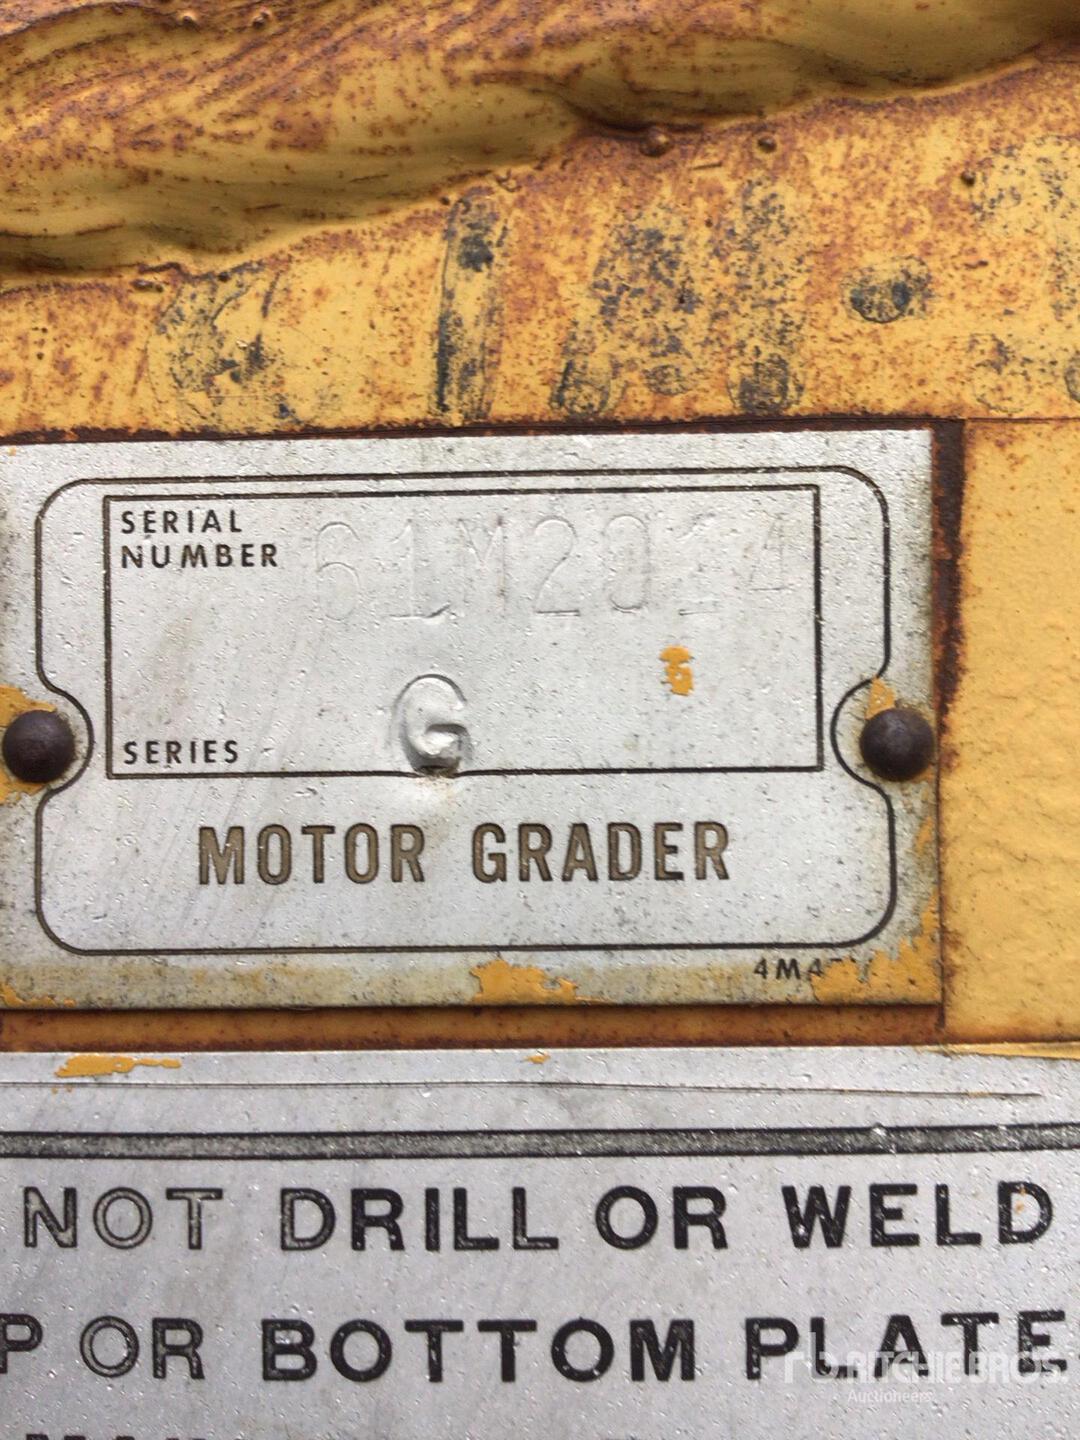 SERIAL
NUMBER 61M2014
SERIES G
MOTOR GRADER
NOT DRILL OR WELD
P OR BOTTOM PLATE
RITCHIE BROS.
Auctioneers